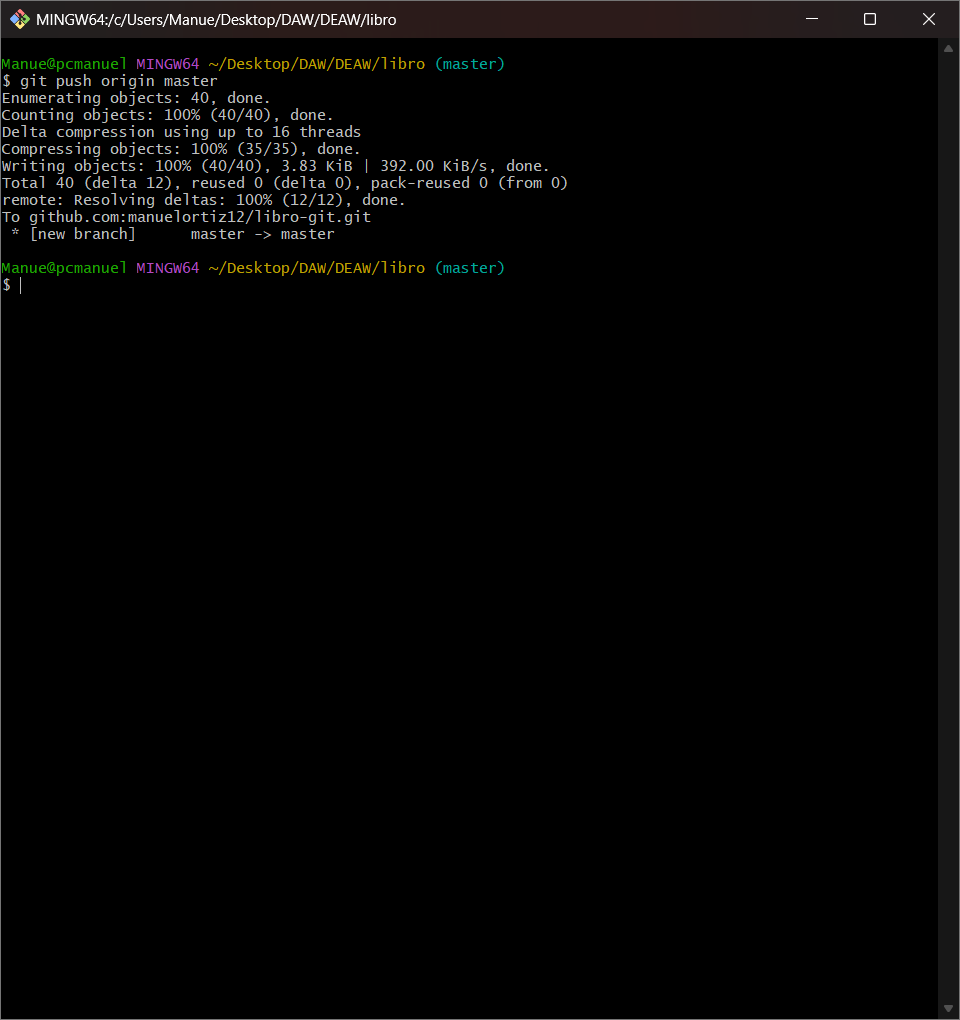 MINGW64:/c/Users/Manue/Desktop/DAW/DEAW/libro
Manue@pcmanuel MINGW64 ~/Desktop/DAW/DEAW/libro (master)
$ git push origin master
Enumerating objects: 40, done.
Counting objects: 100% (40/40), done.
Delta compression using up to 16 threads
Compressing objects: 100% (35/35), done.
Writing objects: 100% (40/40), 3.83 KiB | 392.00 KiB/s, done.
Total 40 (delta 12), reused 0 (delta 0), pack-reused 0 (from 0)
remote: Resolving deltas: 100% (12/12), done.
To github.com:manuelortiz12/libro-git.git
 * [new branch]      master -> master
Manue@pcmanuel MINGW64 ~/Desktop/DAW/DEAW/libro (master)
$